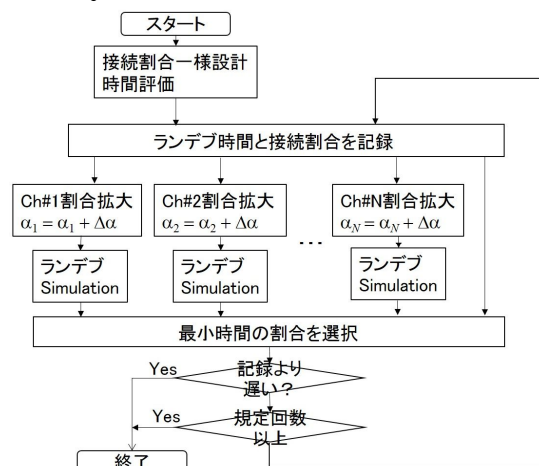 スタート
接続割合一様設計
時間評価
ランデブ時間と接続割合を記録
Ch#1割合拡大
α₁ = α₁ + Δα
Ch#2割合拡大
α₂ = α₂ + Δα
Ch#N割合拡大
α_N = α_N + Δα
...
ランデブ
Simulation
ランデブ
Simulation
ランデブ
Simulation
最小時間の割合を選択
Yes
記録より
遅い?
Yes
規定回数
以上
終了